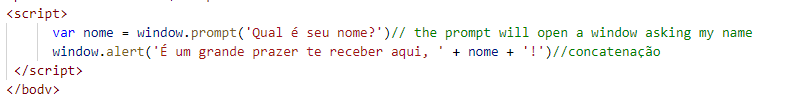 <script>
var nome = window.prompt('Qual é seu nome?')// the prompt will open a window asking my name
window.alert('É um grande prazer te receber aqui, ' + nome + '!')//concatenação
</script>
</body>